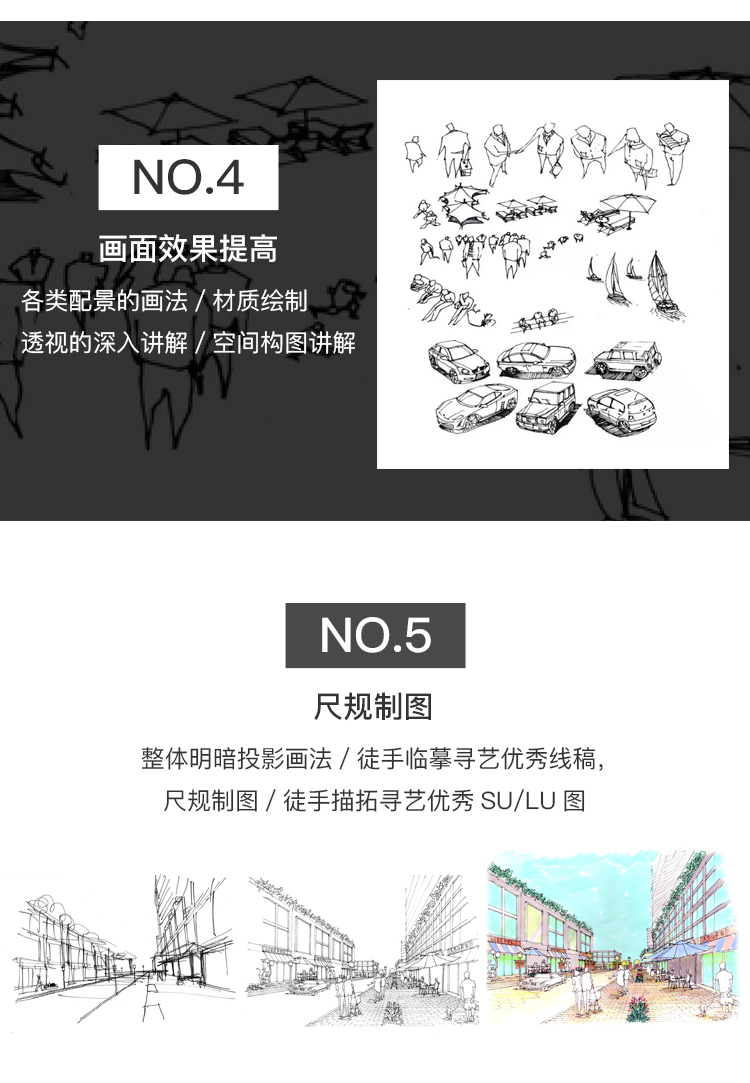 NO.4
画面效果提高
各类配景的画法 / 材质绘制
透视的深入讲解 / 空间构图讲解
NO.5
尺规制图
整体明暗投影画法 / 徒手临摹寻艺优秀线稿,
尺规制图 / 徒手描拓寻艺优秀 SU/LU 图